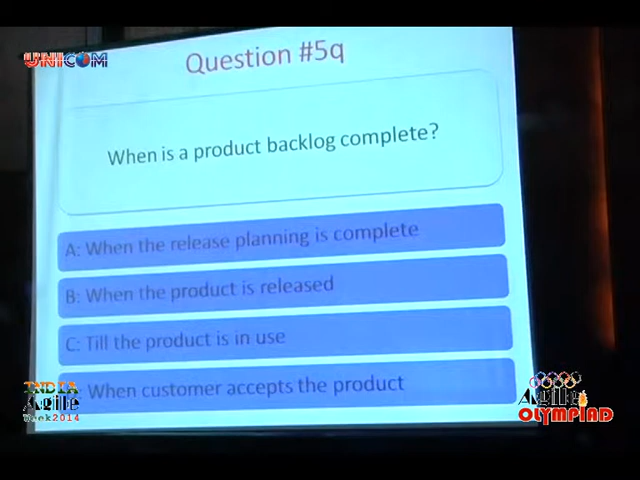 UNICOM
Question #5q
When is a product backlog complete?
A: When the release planning is complete
B: When the product is released
C: Till the product is in use
When customer accepts the product
INDIA
Agile
Week2014
Agile
OLYMPIAD